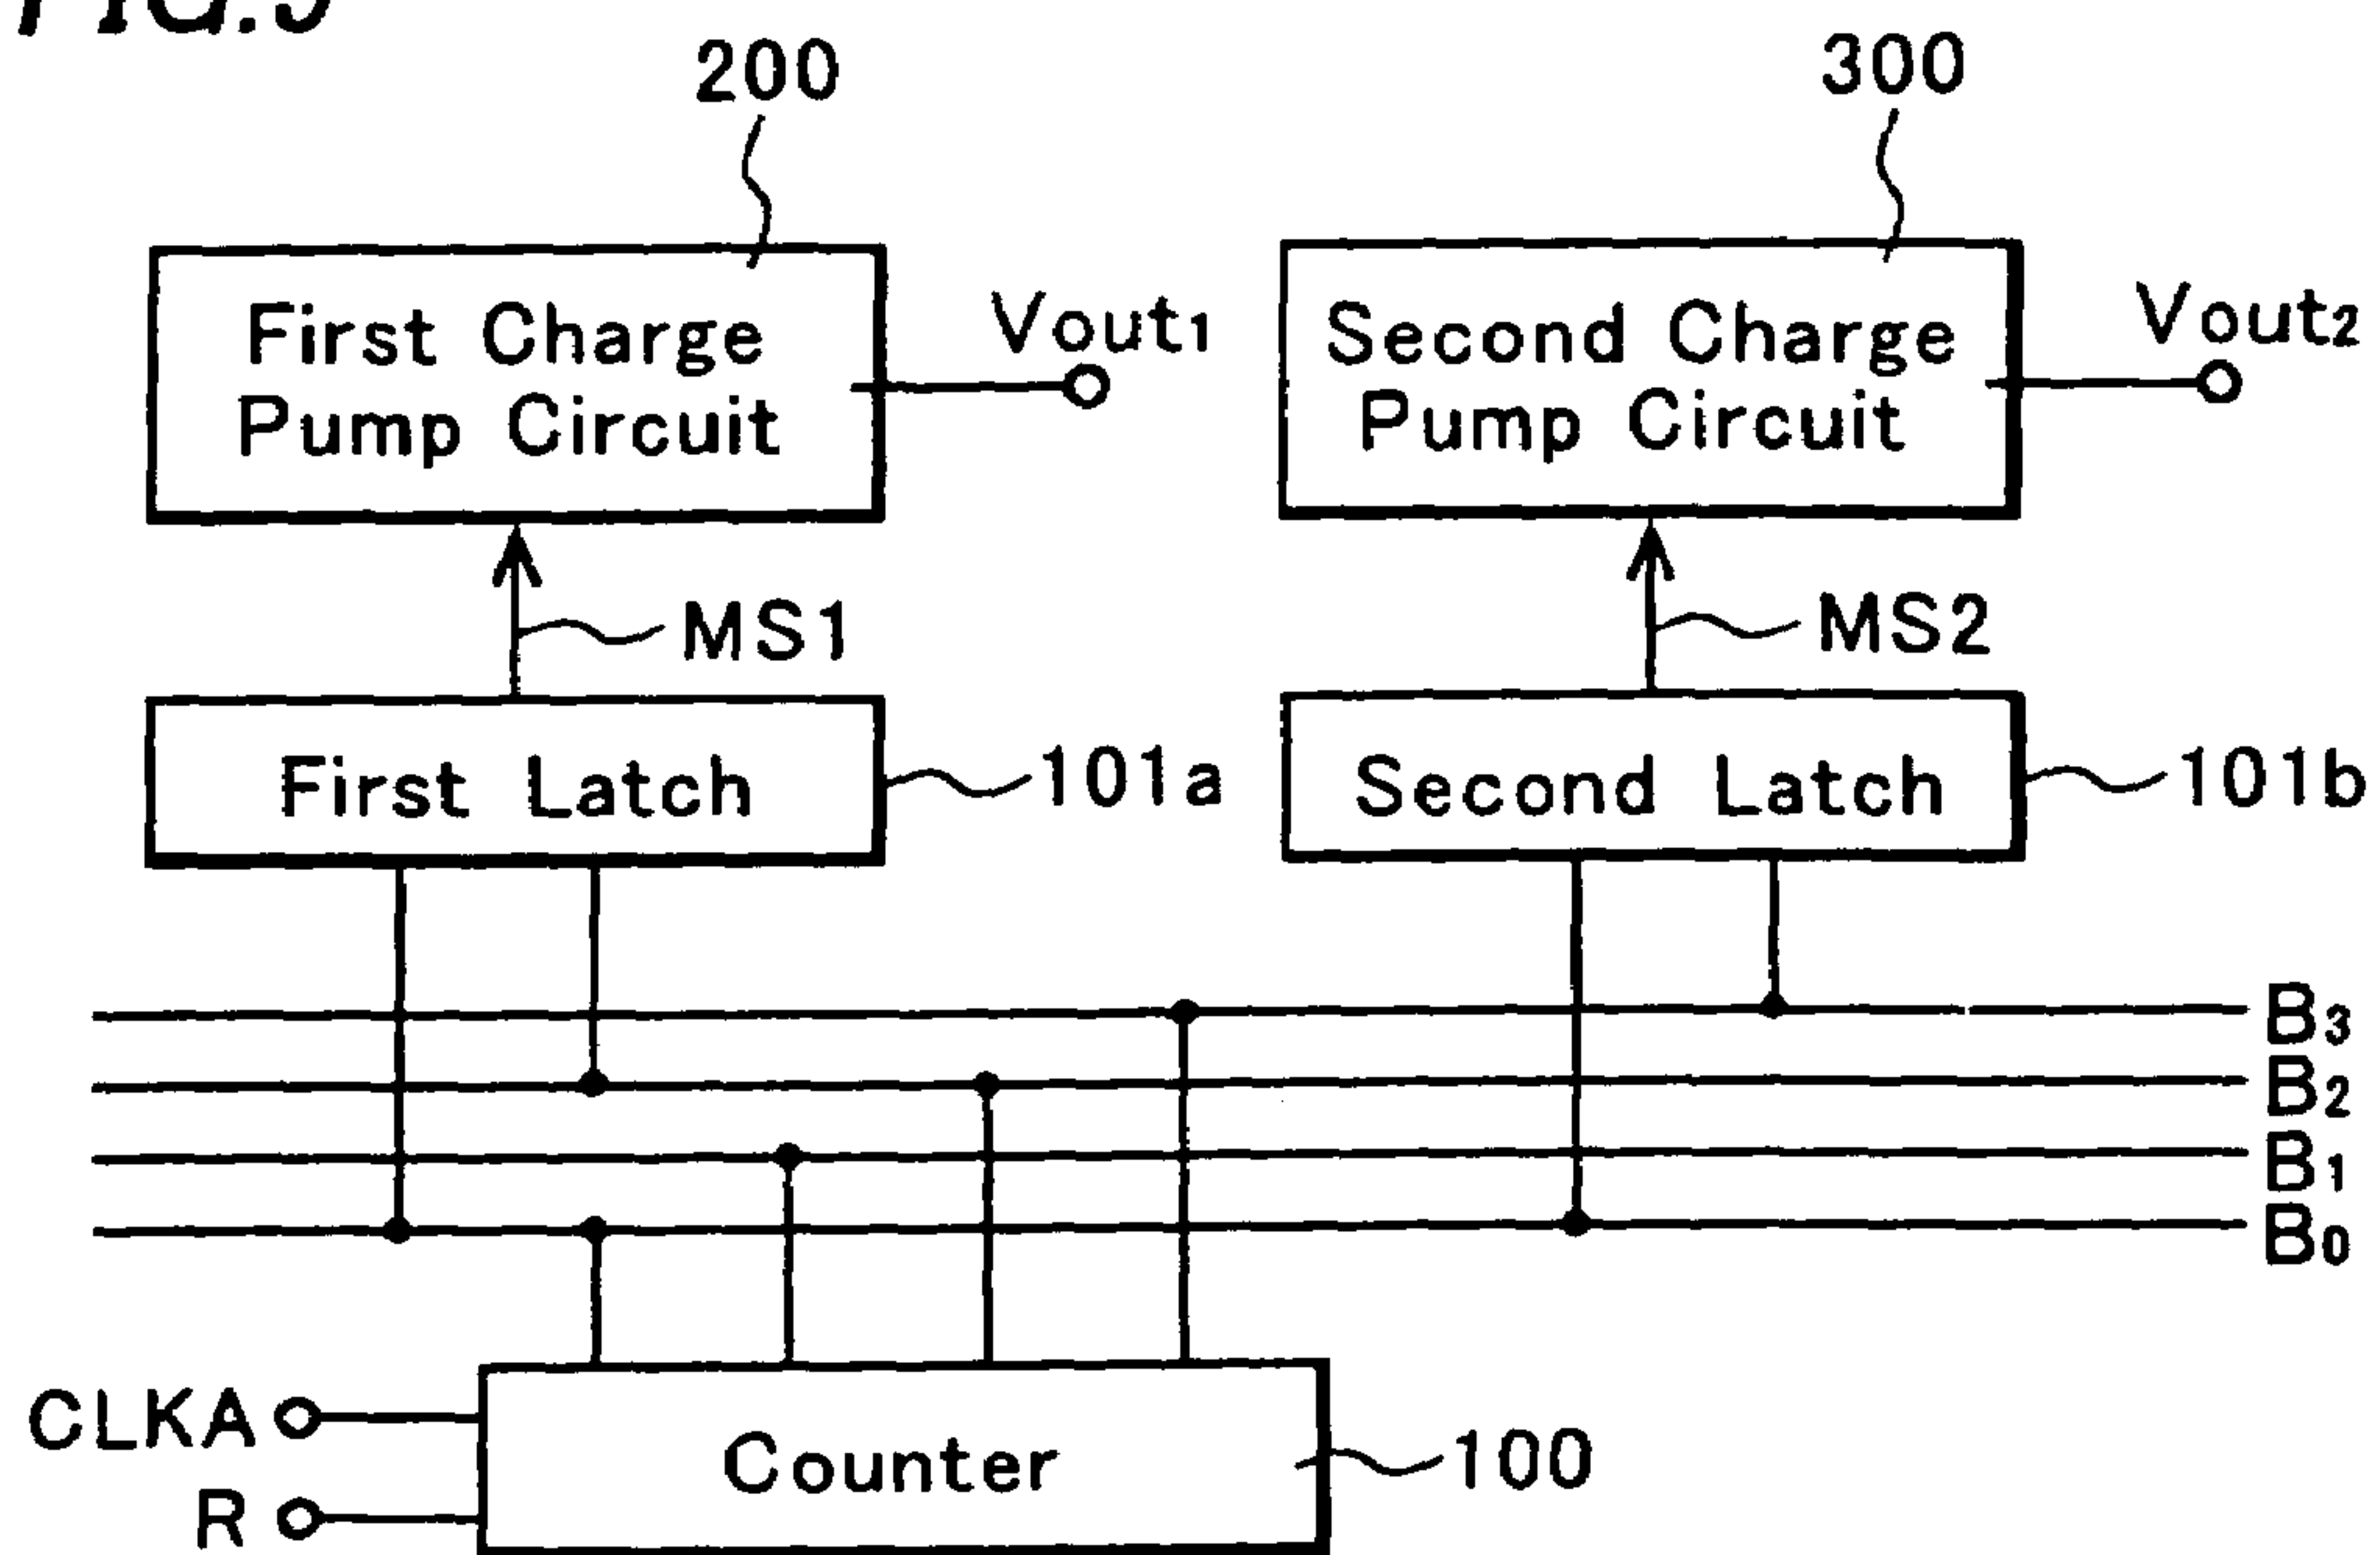 200
300
First Charge
Pump Circuit
Vout1
Second Charge
Pump Circuit
Vout2
MS1
MS2
First Latch
101a
Second Latch
101b
B3
B2
B1
B0
CLKA
R
Counter
100